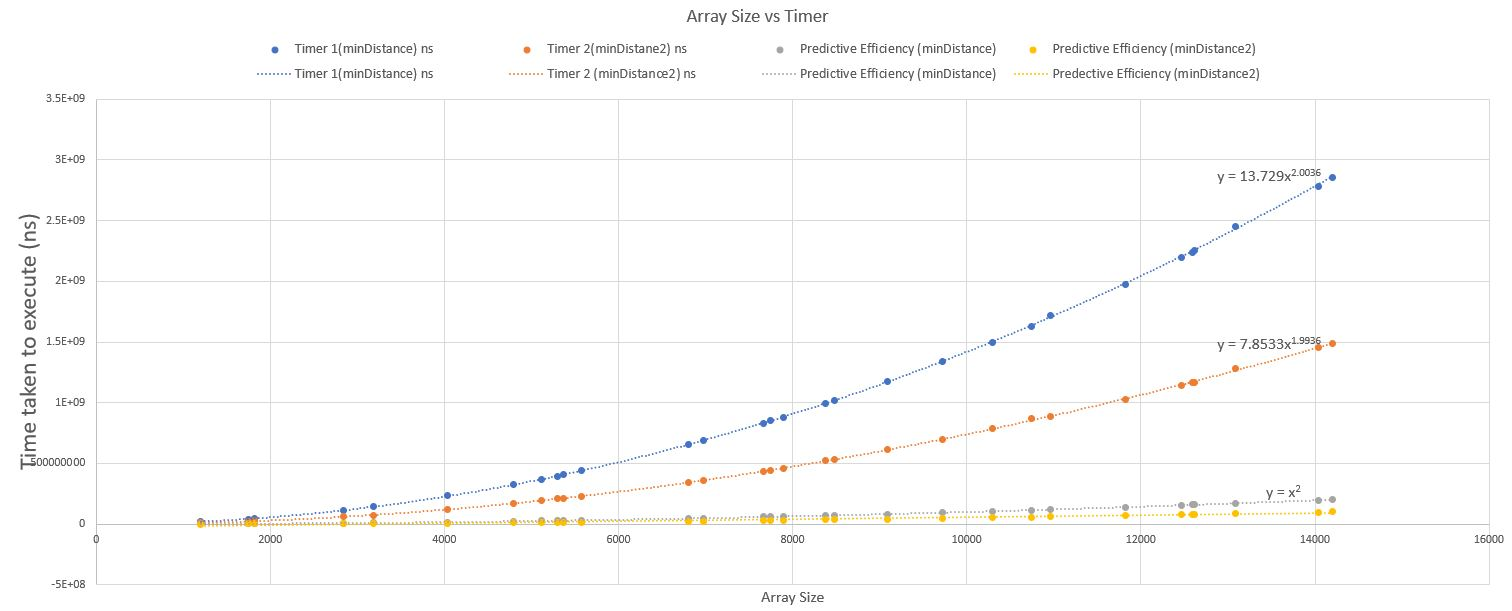 Array Size vs Timer
Timer 1(minDistance) ns Timer 2(minDistane2) ns Predictive Efficiency (minDistance) Predictive Efficiency (minDistance2)
Timer 1(minDistance) ns Timer 2 (minDistance2) ns Predictive Efficiency (minDistance) Predective Efficiency (minDistance2)
3.5E+09
3E+09
y = 13.729x^2.0036
2.5E+09
2E+09
1.5E+09
y = 7.8533x^1.9936
1E+09
500000000
y = x²
0
0 2000 4000 6000 8000 10000 12000 14000 16000
-5E+08
Time taken to execute (ns)
Array Size